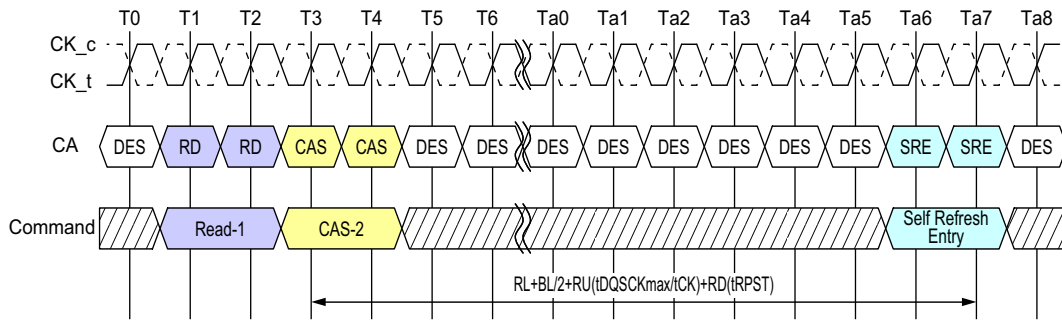 T0 T1 T2 T3 T4 T5 T6 Ta0 Ta1 Ta2 Ta3 Ta4 Ta5 Ta6 Ta7 Ta8
CK_c
CK_t
CA DES RD RD CAS CAS DES DES DES DES DES DES DES DES SRE SRE DES
Command Read-1 CAS-2 Self Refresh Entry
RL+BL/2+RU(tDQSCKmax/tCK)+RD(tRPST)